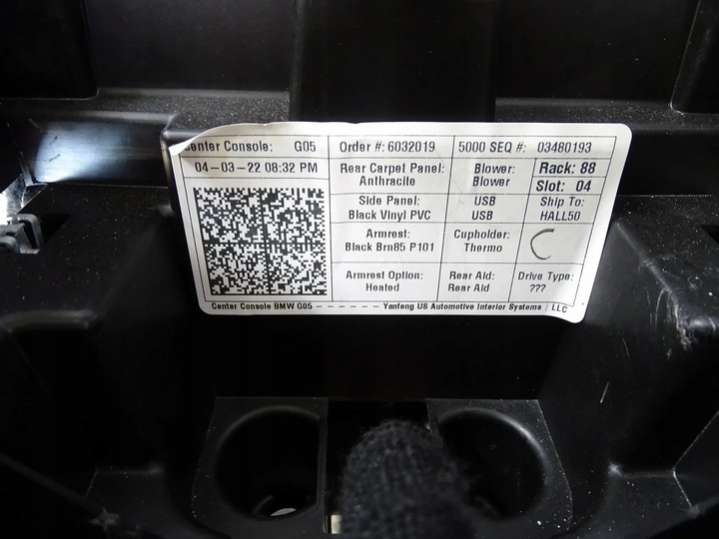 Center Console: G05 Order #: 6032019 5000 SEQ #: 03480193
04-03-22 08:32 PM
Rear Carpet Panel:
Anthracite
Blower:
Blower
Rack: 88
Slot: 04
Side Panel:
Black Vinyl PVC
USB
USB
Ship To:
HALL50
Armrest:
Black Brn85 P101
Cupholder:
Thermo
Armrest Option:
Heated
Rear Aid:
Rear Aid
Drive Type:
???
Center Console BMW G05 - - - - - - Yanfeng US Automotive Interior Systems | LLC